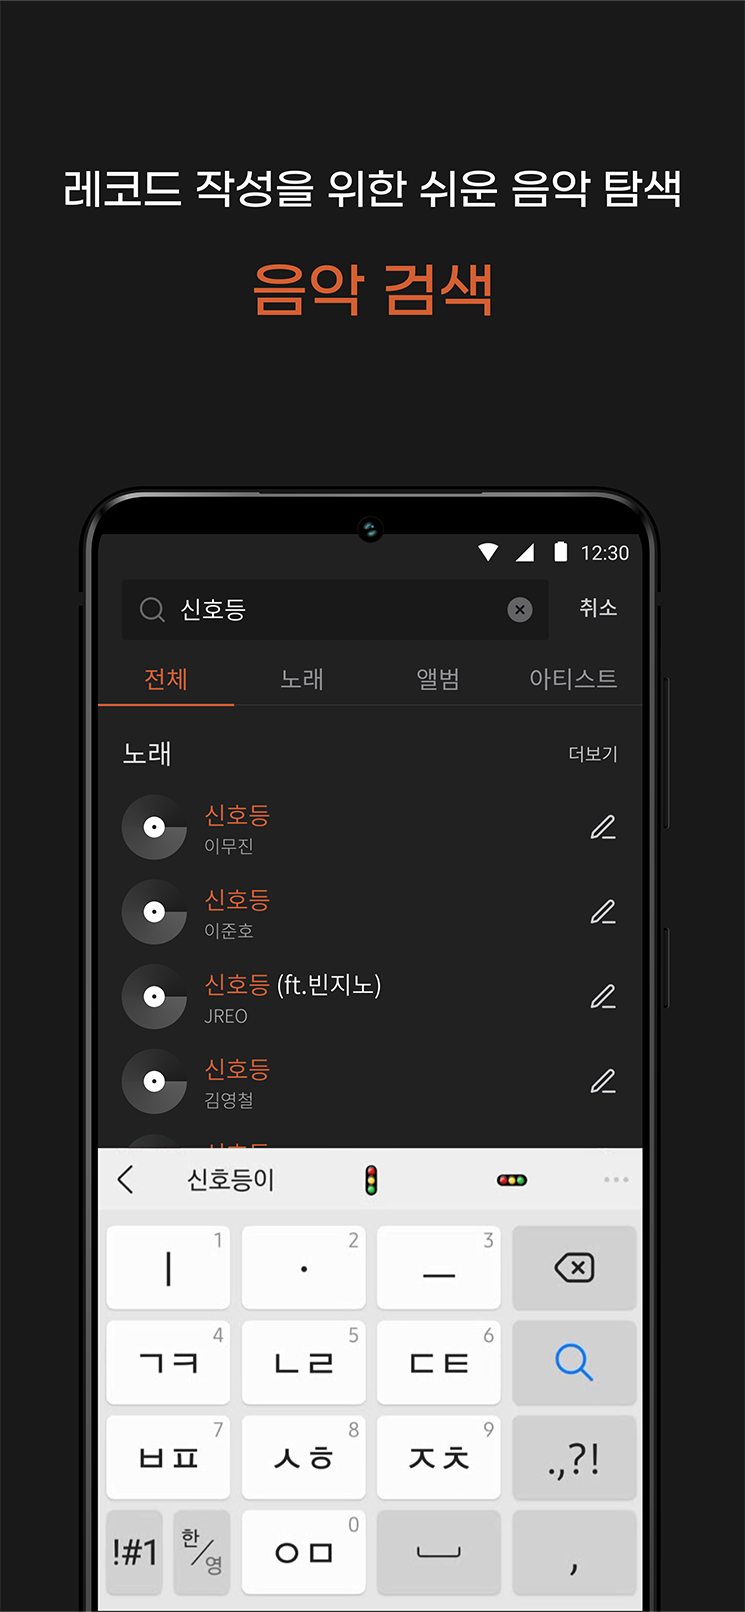 레코드 작성을 위한 쉬운 음악 탐색
음악 검색
12:30
신호등
취소
전체 노래 앨범 아티스트
노래 더보기
신호등
이무진
신호등
이준호
신호등 (ft.빈지노)
JREO
신호등
김영철
신호등이
ㅣ 1 · 2 ㅡ 3
ㄱㅋ 4 ㄴㄹ 5 ㄷㅌ 6
ㅂㅍ 7 ㅅㅎ 8 ㅈㅊ 9 .,?!
!#1 한/영 ㅇㅁ 0 ,